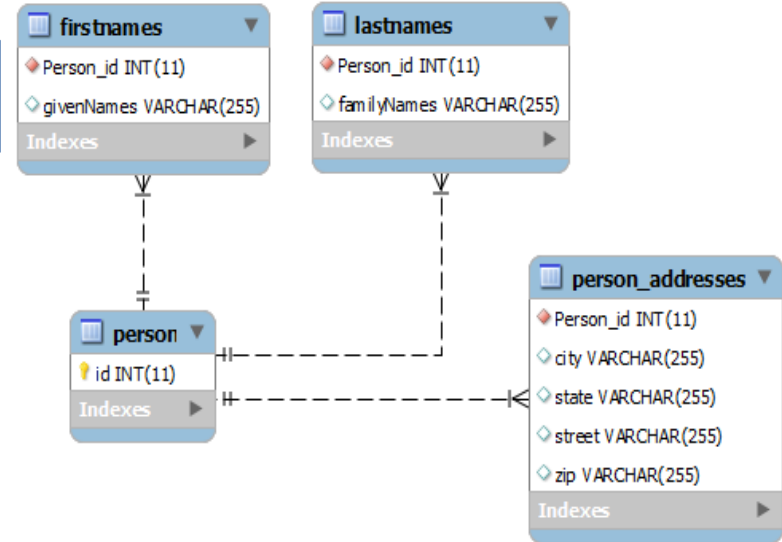 firstnames
Person_id INT(11)
givenNames VARCHAR(255)
Indexes
lastnames
Person_id INT(11)
familyNames VARCHAR(255)
Indexes
person
id INT(11)
Indexes
person_addresses
Person_id INT(11)
city VARCHAR(255)
state VARCHAR(255)
street VARCHAR(255)
zip VARCHAR(255)
Indexes